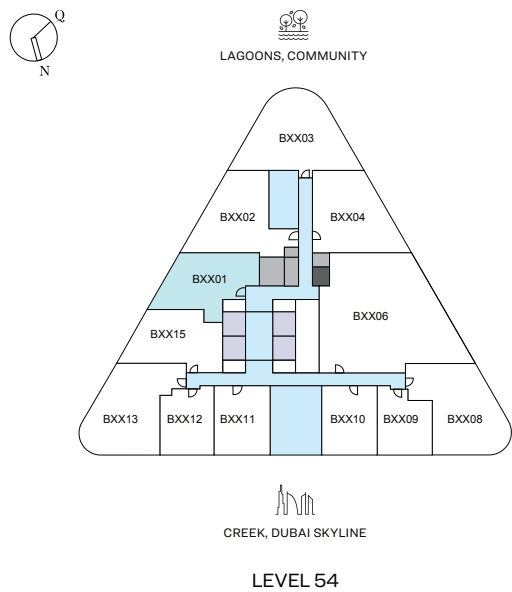 Q
N
LAGOONS, COMMUNITY
BXX03
BXX02
BXX04
BXX01
BXX06
BXX15
BXX13
BXX12
BXX11
BXX10
BXX09
BXX08
CREEK, DUBAI SKYLINE
LEVEL 54